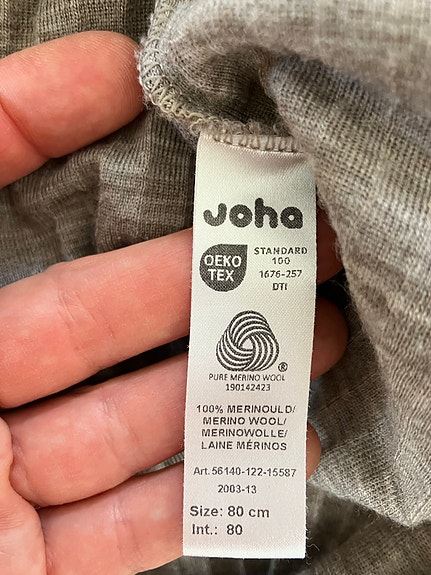 Joha
OEKO
TEX
STANDARD
100
1676-257
DTI
®
PURE MERINO WOOL
190142423
100% MERINOULD/
MERINO WOOL/
MERINOWOLLE/
LAINE MÉRINOS
Art.56140-122-15587
2003-13
Size: 80 cm
Int.: 80